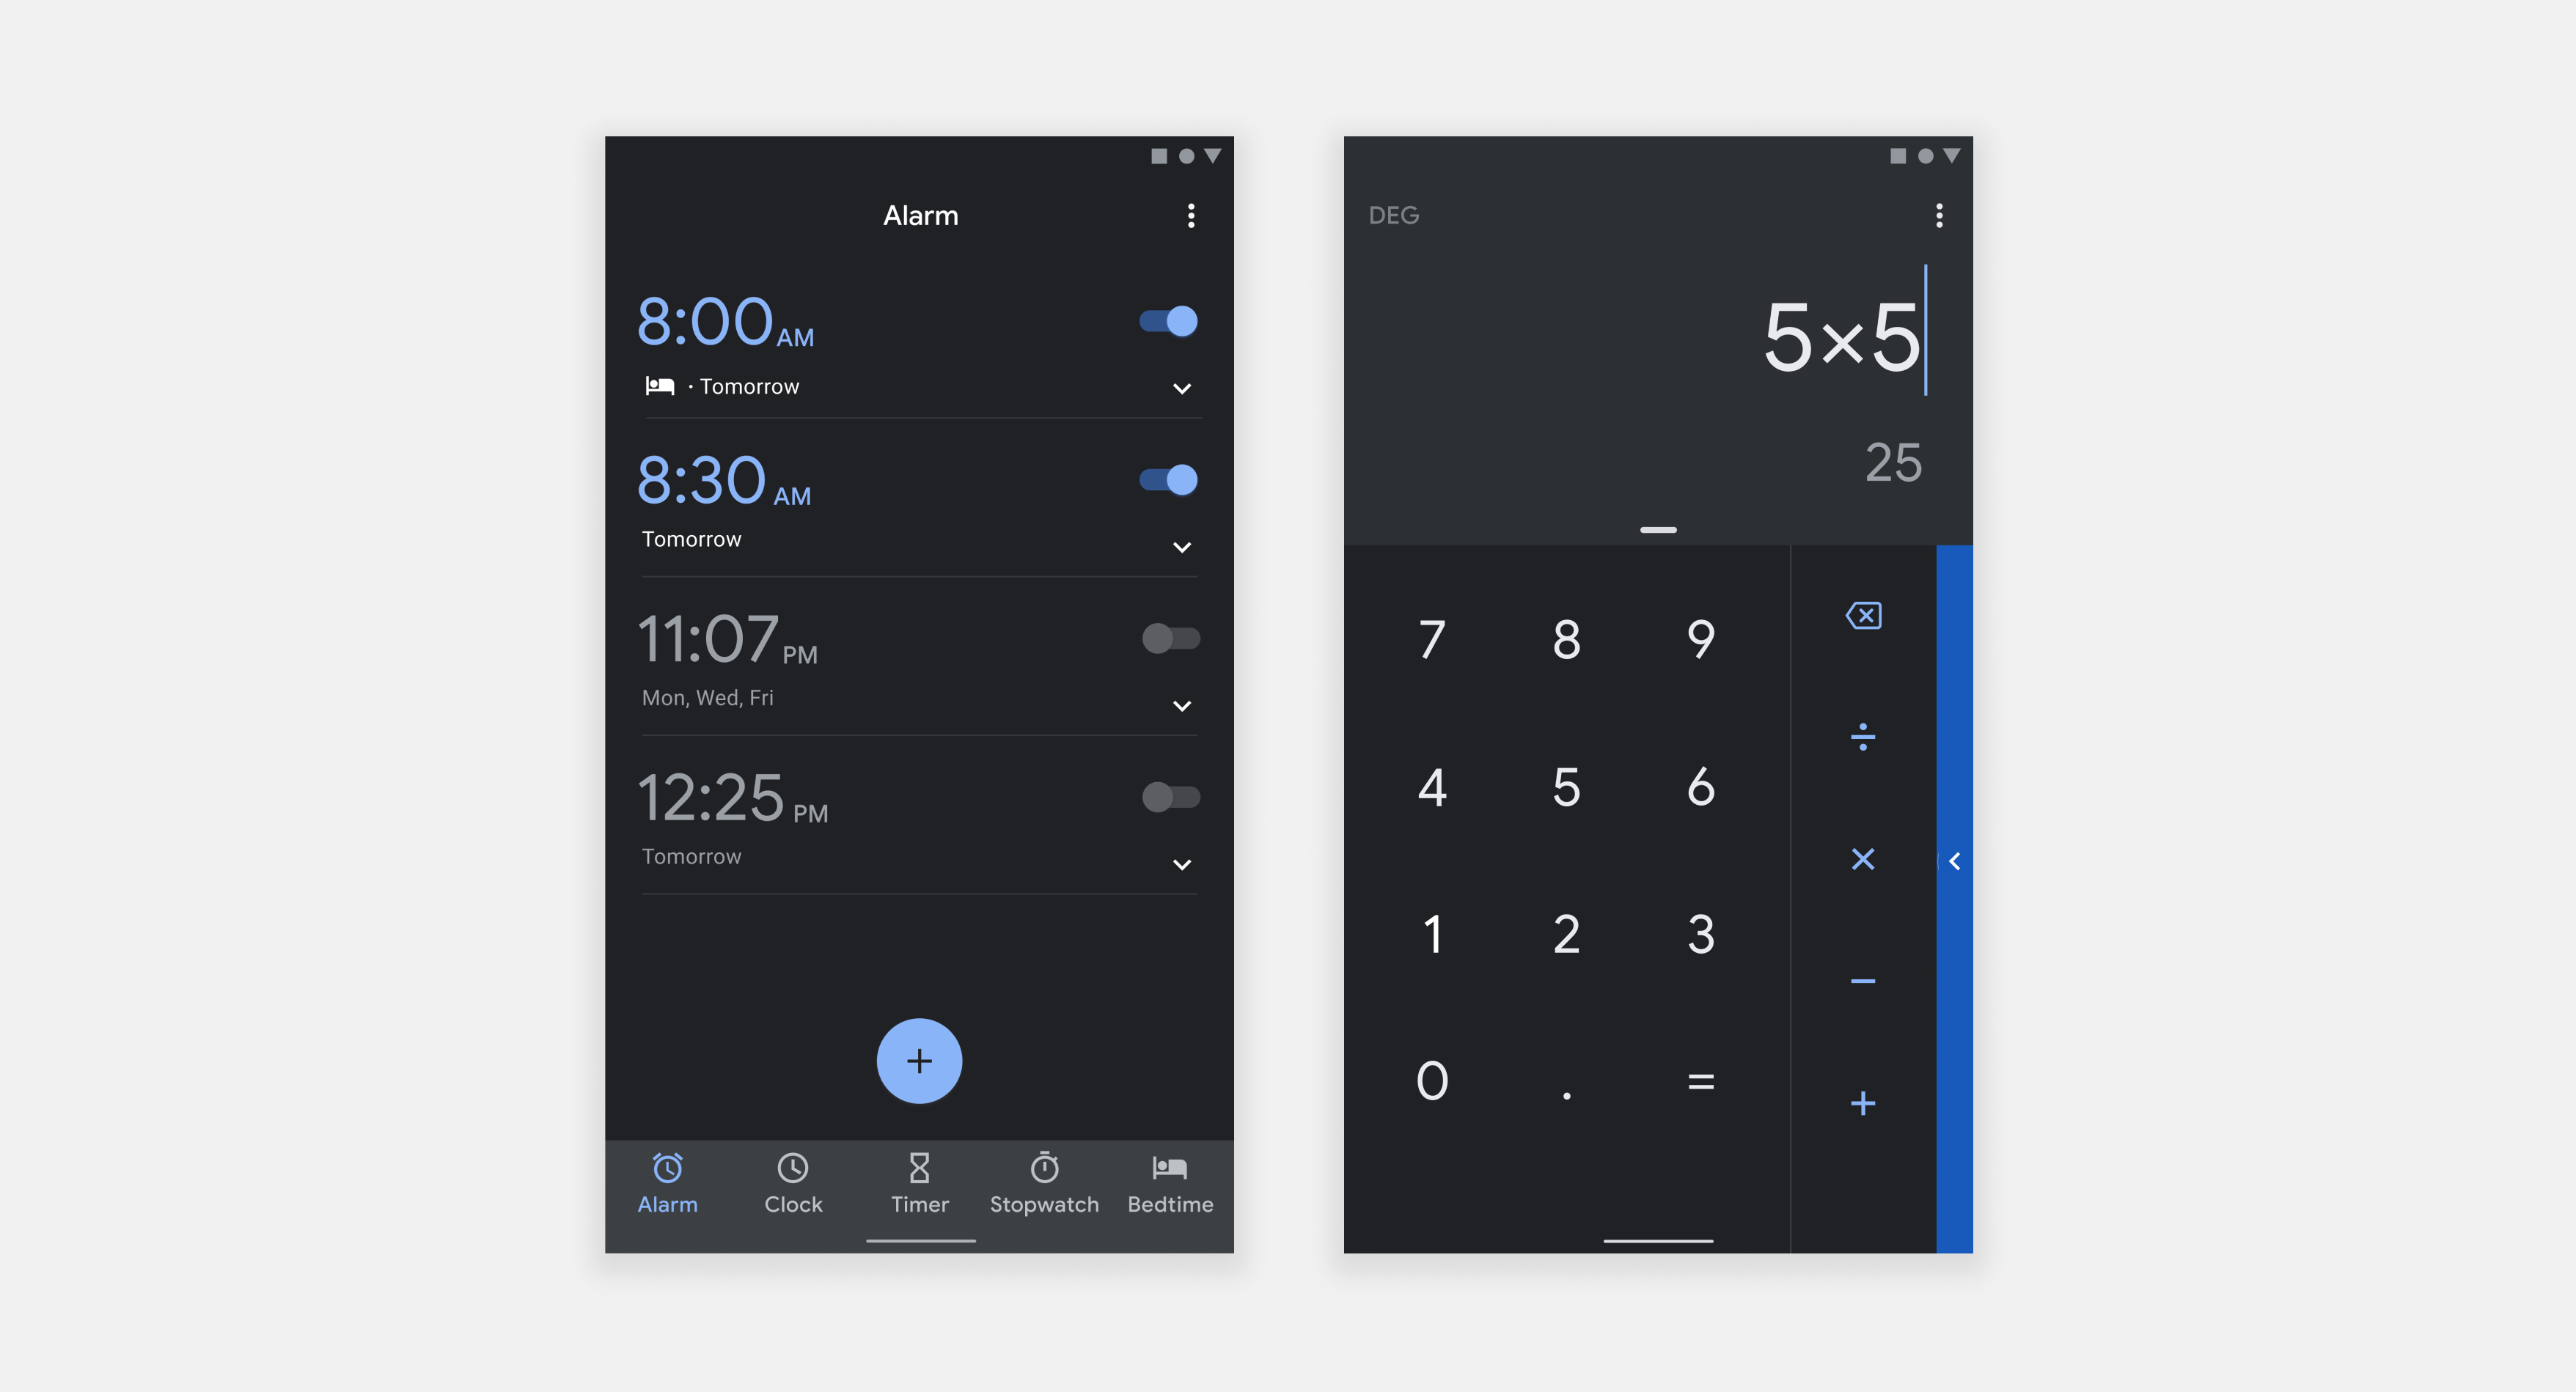 Alarm
8:00 AM
· Tomorrow
8:30 AM
Tomorrow
11:07 PM
Mon, Wed, Fri
12:25 PM
Tomorrow
+
Alarm Clock Timer Stopwatch Bedtime
DEG
5×5
25
7 8 9
÷
4 5 6
×
1 2 3
−
0 . =
+